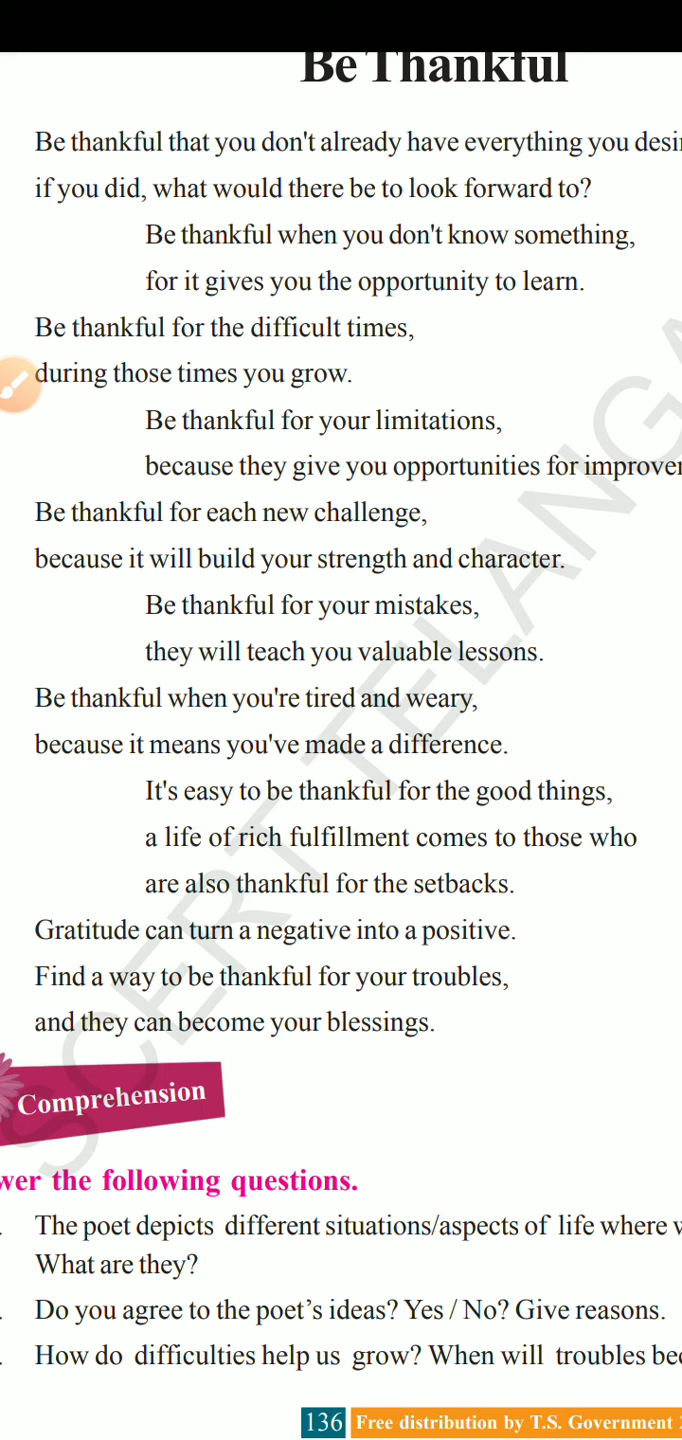 Be Thankful
Be thankful that you don't already have everything you
if you did, what would there be to look forward to?
Be thankful when you don't know something,
for it gives you the opportunity to learn.
Be thankful for the difficult times,
during those times you grow.
Be thankful for your limitations,
because they give you opportunities for
Be thankful for each new challenge,
because it will build your strength and character.
Be thankful for your mistakes,
they will teach you valuable lessons.
Be thankful when you're tired and weary,
because it means you've made a difference.
It's easy to be thankful for the good things,
a life of rich fulfillment comes to those who
are also thankful for the setbacks.
Gratitude can turn a negative into a positive.
Find a way to be thankful for your troubles,
and they can become your blessings.
SCERT
Comprehension
the following questions.
The poet depicts different situations/aspects of life where
What are they?
Do you agree to the poet’s ideas? Yes / No? Give reasons.
How do difficulties help us grow? When will troubles
136 Free distribution by T.S. Government